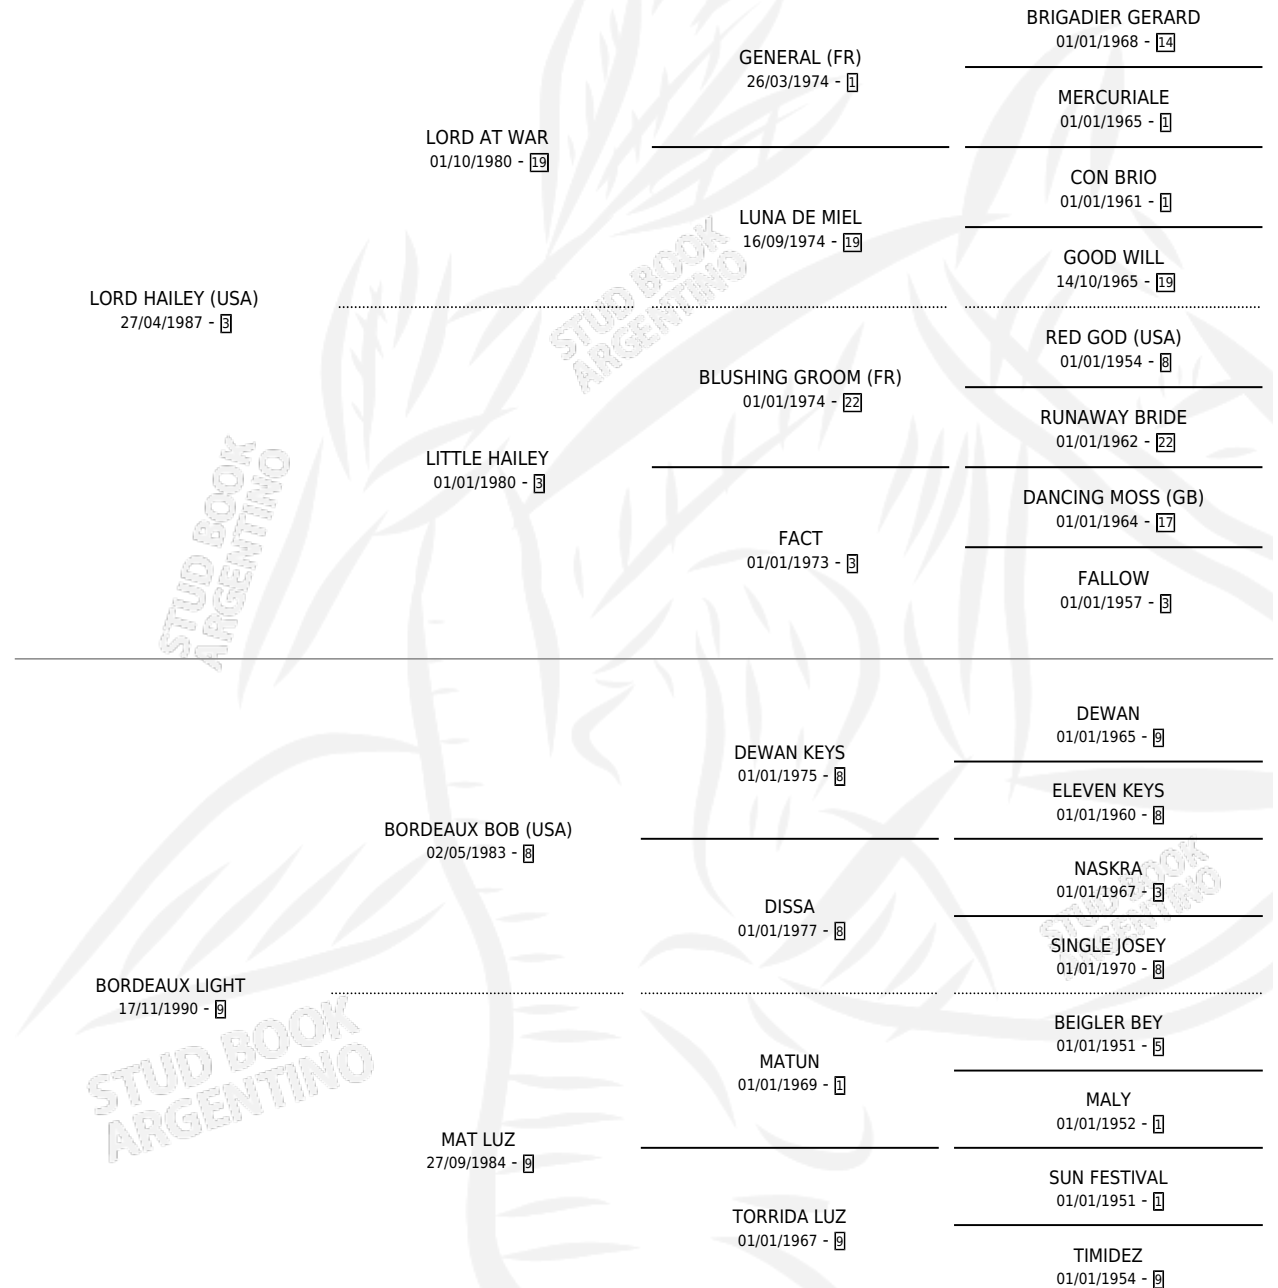 BRIGADIER GERARD
01/01/1968 - 14
GENERAL (FR)
26/03/1974 - 1
MERCURIALE
01/01/1965 - 1
LORD AT WAR
01/10/1980 - 19
CON BRIO
01/01/1961 - 1
LUNA DE MIEL
16/09/1974 - 19
GOOD WILL
14/10/1965 - 19
LORD HAILEY (USA)
27/04/1987 - 3
RED GOD (USA)
01/01/1954 - 8
BLUSHING GROOM (FR)
01/01/1974 - 22
RUNAWAY BRIDE
01/01/1962 - 22
LITTLE HAILEY
01/01/1980 - 3
DANCING MOSS (GB)
01/01/1964 - 17
FACT
01/01/1973 - 3
FALLOW
01/01/1957 - 3
STUD BOOK
ARGENTINO
STUD BOOK
ARGENTINO
DEWAN
01/01/1965 - 9
DEWAN KEYS
01/01/1975 - 8
ELEVEN KEYS
01/01/1960 - 8
BORDEAUX BOB (USA)
02/05/1983 - 8
NASKRA
01/01/1967 - 3
DISSA
01/01/1977 - 8
SINGLE JOSEY
01/01/1970 - 8
STUD BOOK
ARGENTINO
BORDEAUX LIGHT
17/11/1990 - 9
BEIGLER BEY
01/01/1951 - 5
MATUN
01/01/1969 - 1
MALY
01/01/1952 - 1
MAT LUZ
27/09/1984 - 9
SUN FESTIVAL
01/01/1951 - 1
TORRIDA LUZ
01/01/1967 - 9
TIMIDEZ
01/01/1954 - 9
STUD BOOK
ARGENTINO